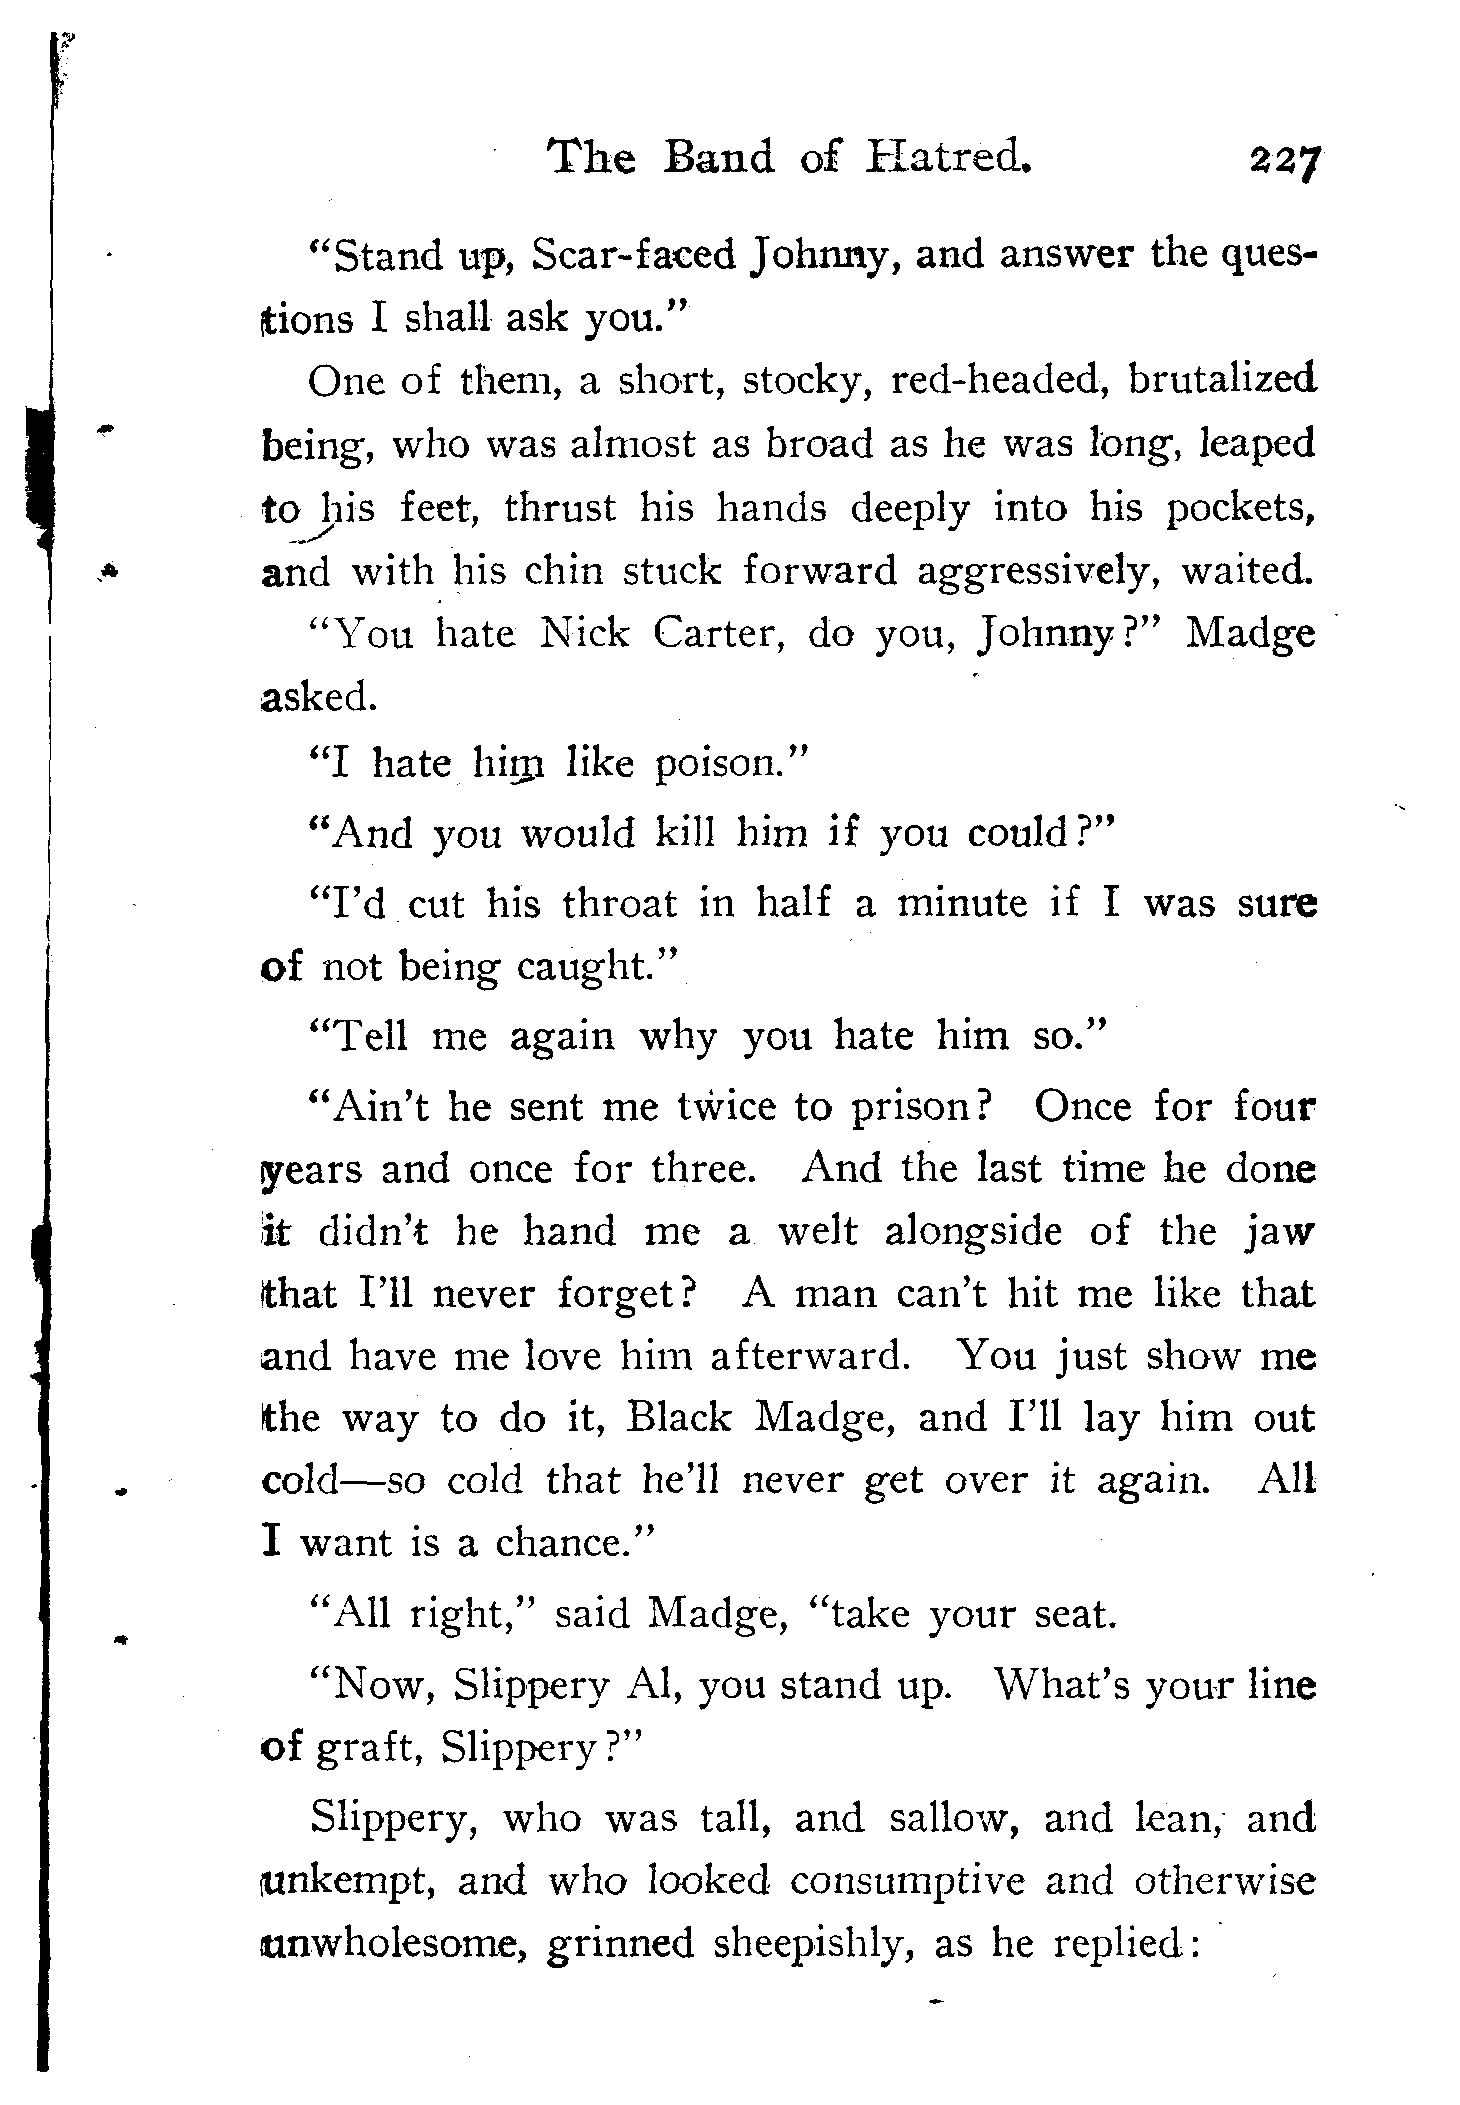 The Band of Hatred. 227
"Stand up, Scar-faced Johnny, and answer the ques-
tions I shall ask you."
One of them, a short, stocky, red-headed, brutalized
being, who was almost as broad as he was long, leaped
to his feet, thrust his hands deeply into his pockets,
and with his chin stuck forward aggressively, waited.
"You hate Nick Carter, do you, Johnny?" Madge
asked.
"I hate him like poison."
"And you would kill him if you could?"
"I'd cut his throat in half a minute if I was sure
of not being caught."
"Tell me again why you hate him so."
"Ain't he sent me twice to prison? Once for four
years and once for three. And the last time he done
it didn't he hand me a welt alongside of the jaw
that I'll never forget? A man can't hit me like that
and have me love him afterward. You just show me
the way to do it, Black Madge, and I'll lay him out
cold—so cold that he'll never get over it again. All
I want is a chance."
"All right," said Madge, "take your seat.
"Now, Slippery Al, you stand up. What's your line
of graft, Slippery?"
Slippery, who was tall, and sallow, and lean, and
unkempt, and who looked consumptive and otherwise
unwholesome, grinned sheepishly, as he replied: